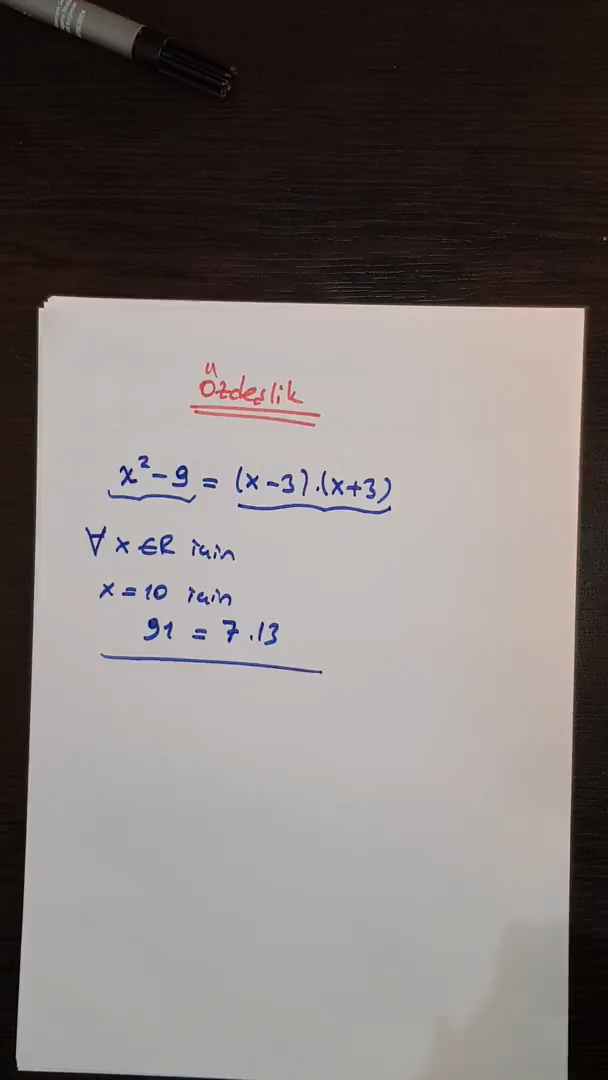 Özdeşlik
x² - 9 = (x-3).(x+3)
∀ x ∈ R için
x = 10 için
91 = 7.13